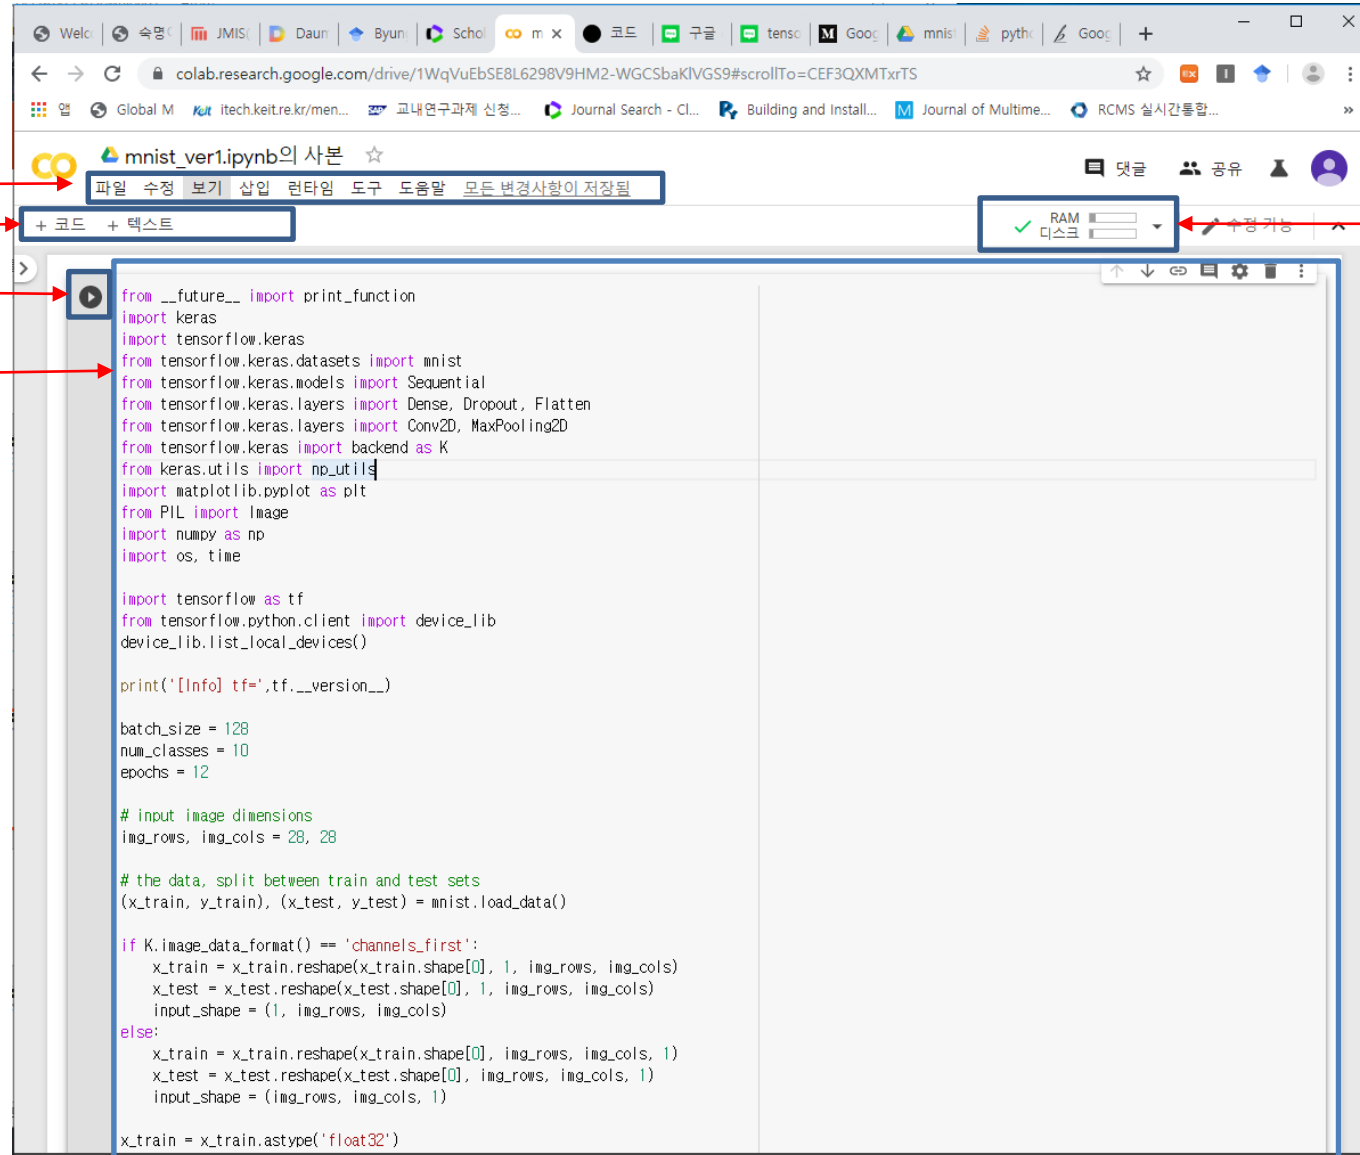 Welc 숙명 JMIS( Daum Byun Schol m 코드 구글 tenso Goog mnis pytho Goog
colab.research.google.com/drive/1WqVuEbSE8L6298V9HM2-WGCSbaKlVGS9#scrollTo=CEF3QXMTxrTS
앱 Global M Keit itech.keit.re.kr/men... SAP 교내연구과제 신청... Journal Search - Cl... Building and Install... M Journal of Multime... RCMS 실시간통합... »
mnist_ver1.ipynb의 사본
댓글 공유
파일 수정 보기 삽입 런타임 도구 도움말 모든 변경사항이 저장됨
+ 코드 + 텍스트
RAM
디스크
수정 가능
from __future__ import print_function
import keras
import tensorflow.keras
from tensorflow.keras.datasets import mnist
from tensorflow.keras.models import Sequential
from tensorflow.keras.layers import Dense, Dropout, Flatten
from tensorflow.keras.layers import Conv2D, MaxPooling2D
from tensorflow.keras import backend as K
from keras.utils import np_utils
import matplotlib.pyplot as plt
from PIL import Image
import numpy as np
import os, time
import tensorflow as tf
from tensorflow.python.client import device_lib
device_lib.list_local_devices()
print('[Info] tf=',tf.__version__)
batch_size = 128
num_classes = 10
epochs = 12
# input image dimensions
img_rows, img_cols = 28, 28
# the data, split between train and test sets
(x_train, y_train), (x_test, y_test) = mnist.load_data()
if K.image_data_format() == 'channels_first':
x_train = x_train.reshape(x_train.shape[0], 1, img_rows, img_cols)
x_test = x_test.reshape(x_test.shape[0], 1, img_rows, img_cols)
input_shape = (1, img_rows, img_cols)
else:
x_train = x_train.reshape(x_train.shape[0], img_rows, img_cols, 1)
x_test = x_test.reshape(x_test.shape[0], img_rows, img_cols, 1)
input_shape = (img_rows, img_cols, 1)
x_train = x_train.astype('float32')